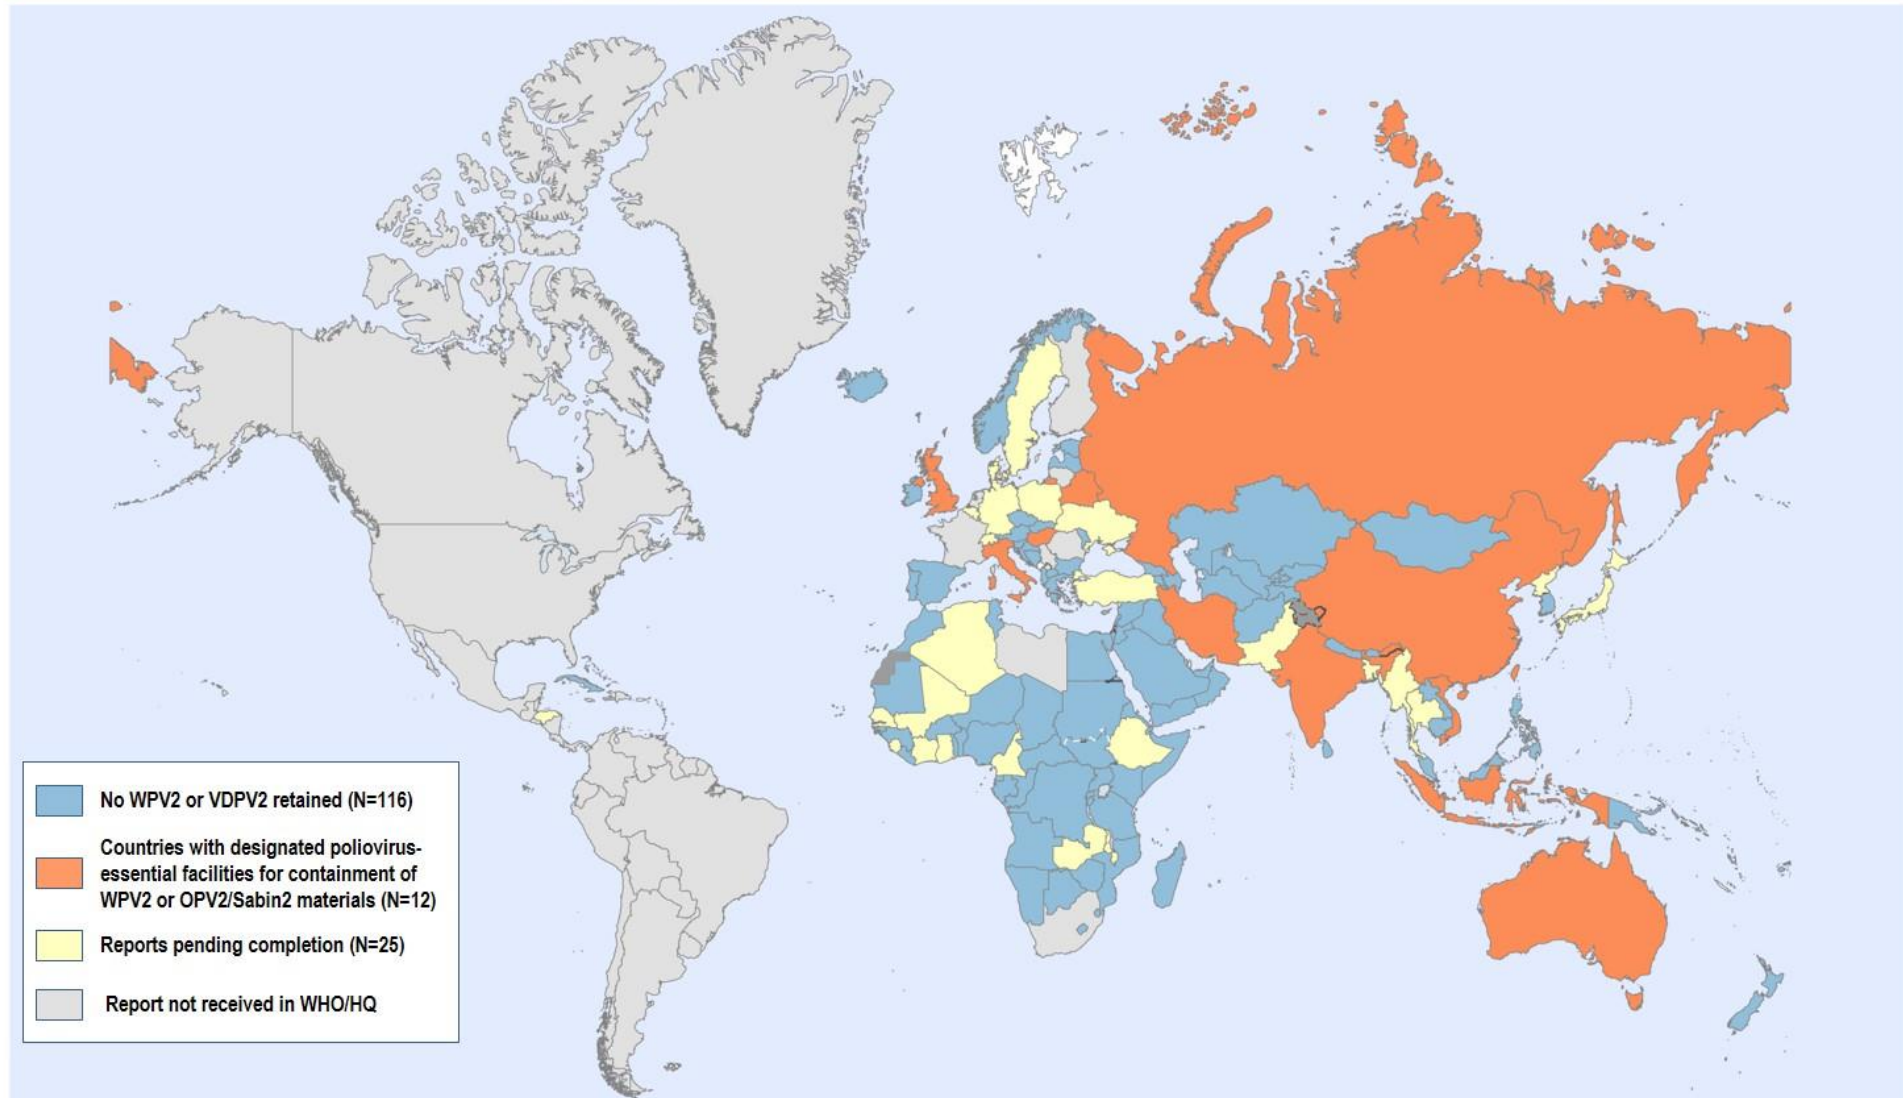 No WPV2 or VDPV2 retained (N=116)
Countries with designated poliovirus-
essential facilities for containment of
WPV2 or OPV2/Sabin2 materials (N=12)
Reports pending completion (N=25)
Report not received in WHO/HQ